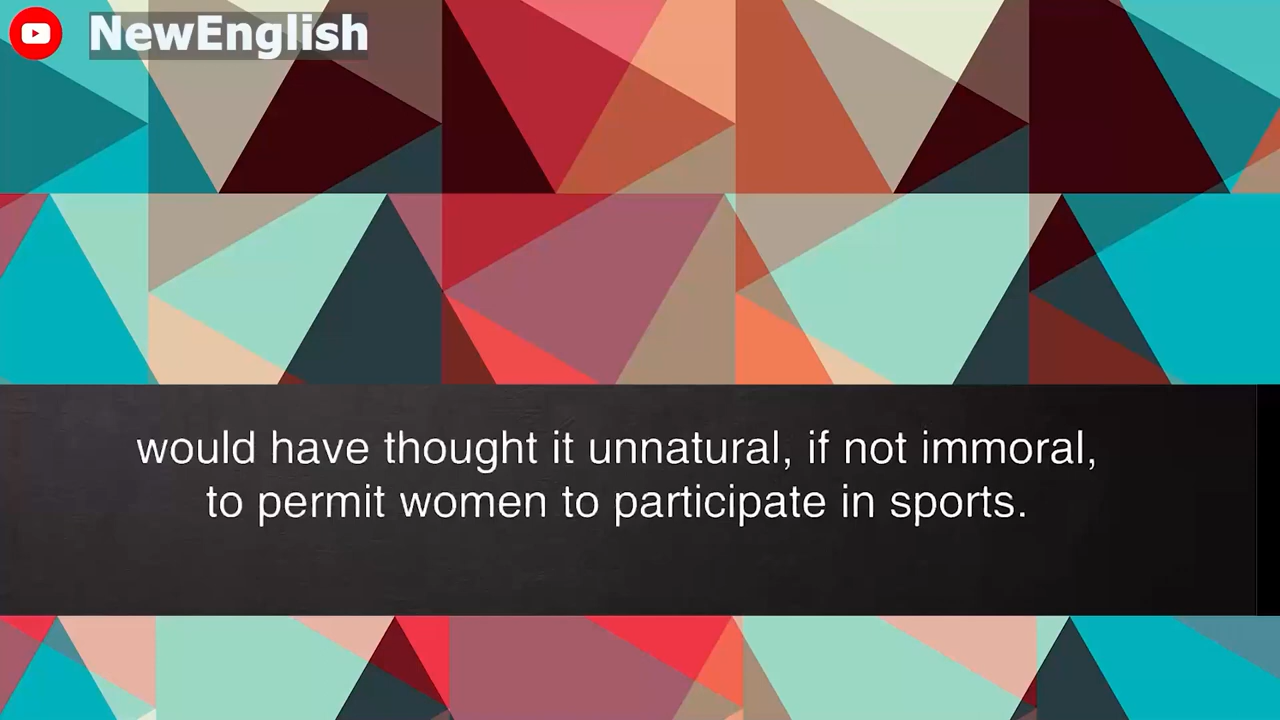 NewEnglish
would have thought it unnatural, if not immoral,
to permit women to participate in sports.